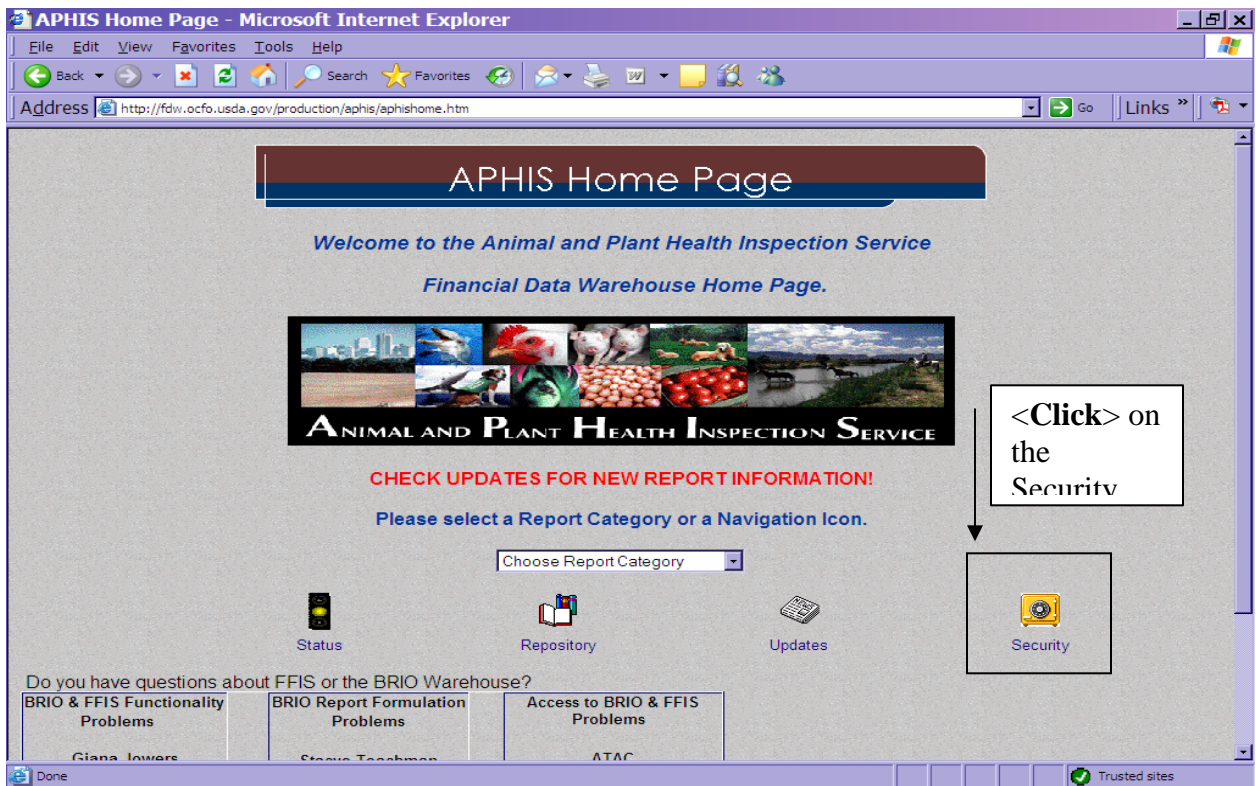 APHIS Home Page - Microsoft Internet Explorer
File Edit View Favorites Tools Help
Back Search Favorites
Address http://fdw.ocfo.usda.gov/production/aphis/aphishome.htm Go Links »
APHIS Home Page
Welcome to the Animal and Plant Health Inspection Service
Financial Data Warehouse Home Page.
ANIMAL AND PLANT HEALTH INSPECTION SERVICE
<Click> on
the
Security
CHECK UPDATES FOR NEW REPORT INFORMATION!
Please select a Report Category or a Navigation Icon.
Choose Report Category
Status Repository Updates Security
Do you have questions about FFIS or the BRIO Warehouse?
BRIO & FFIS Functionality BRIO Report Formulation Access to BRIO & FFIS
Problems Problems Problems
Giana Jowers ATAC
Done Trusted sites